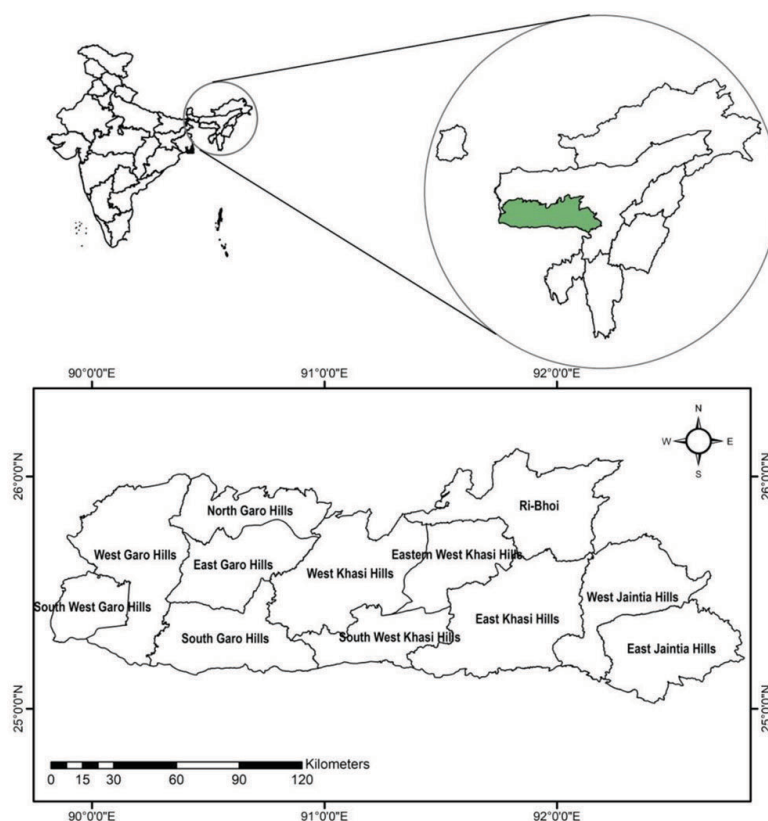 90°0'0"E 91°0'0"E 92°0'0"E
N
W E
S
26°0'0"N 26°0'0"N
Ri-Bhoi
North Garo Hills
West Garo Hills
East Garo Hills
Eastern West Khasi Hills
West Khasi Hills
South West Garo Hills
West Jaintia Hills
East Khasi Hills
South Garo Hills
South West Khasi Hills
East Jaintia Hills
25°0'0"N 25°0'0"N
Kilometers
0 15 30 60 90 120
90°0'0"E 91°0'0"E 92°0'0"E